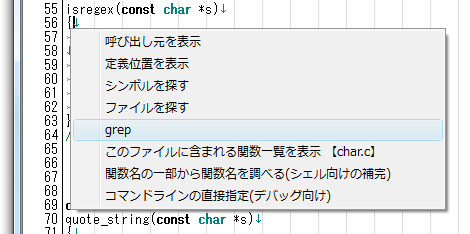 55 isregex(const char *s)↓
56 {↓
57
呼び出し元を表示
定義位置を表示
シンボルを探す
ファイルを探す
grep
このファイルに含まれる関数一覧を表示 【char.c】
関数名の一部から関数名を調べる(シェル向けの補完)
コマンドラインの直接指定(デバッグ向け)
58
59
60
61
62
63 }
64 /
65
66
67
68
69
70 quote_string(const char *s)↓
71 {↓